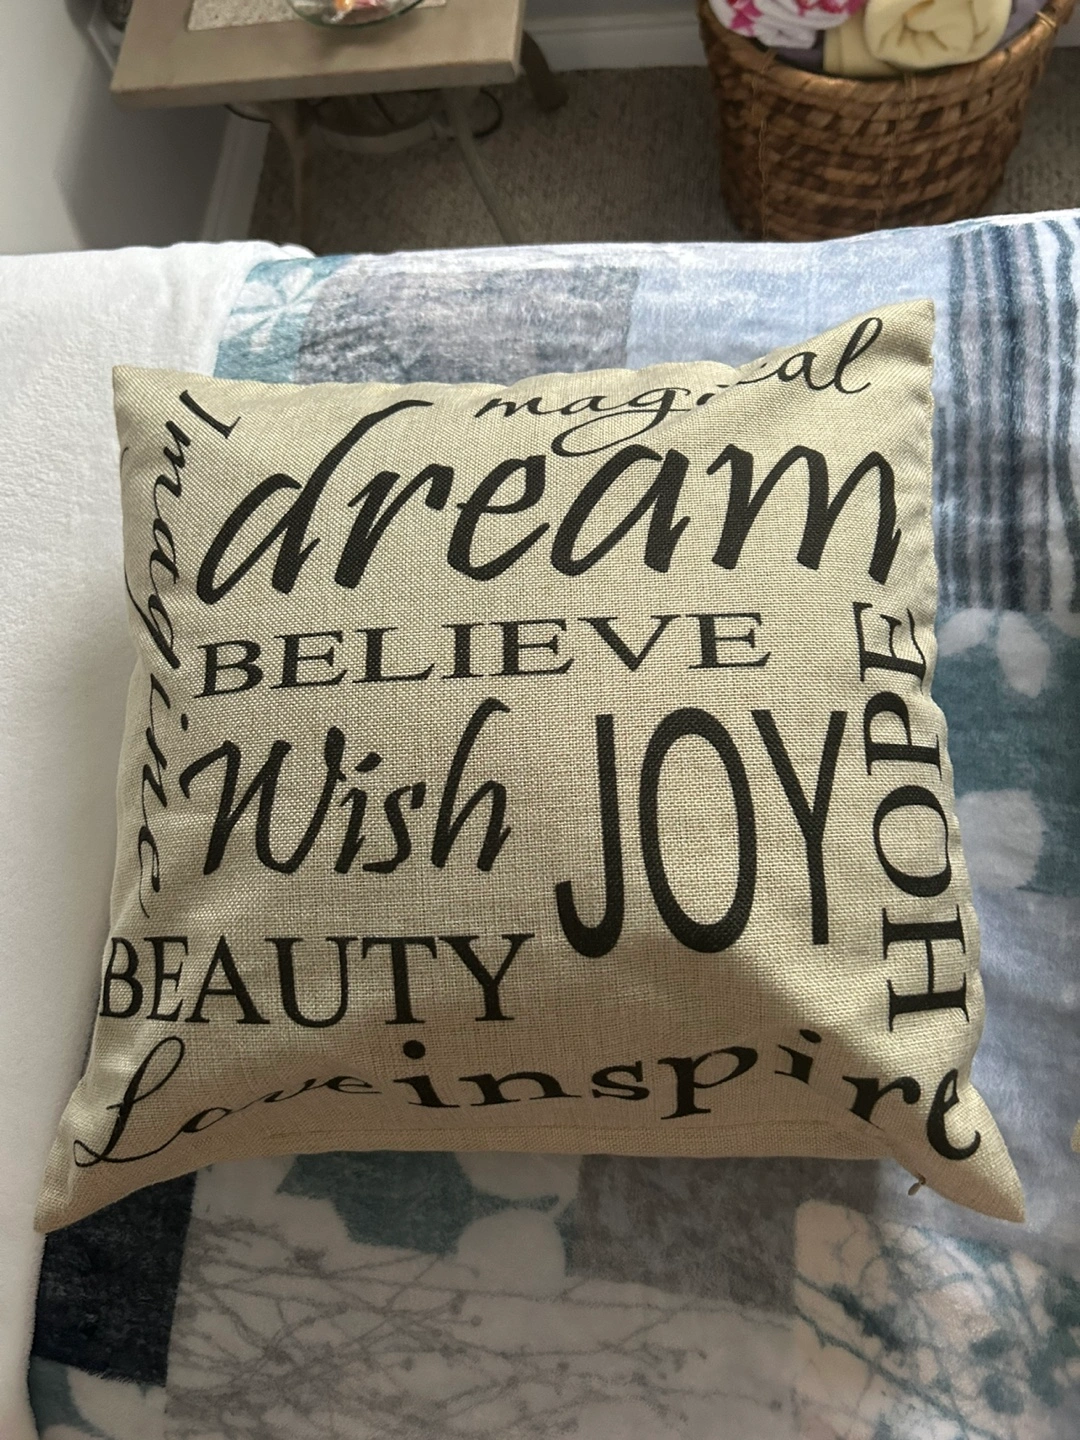 magical
Imagine
dream
BELIEVE
HOPE
Wish
JOY
BEAUTY
Love
inspire